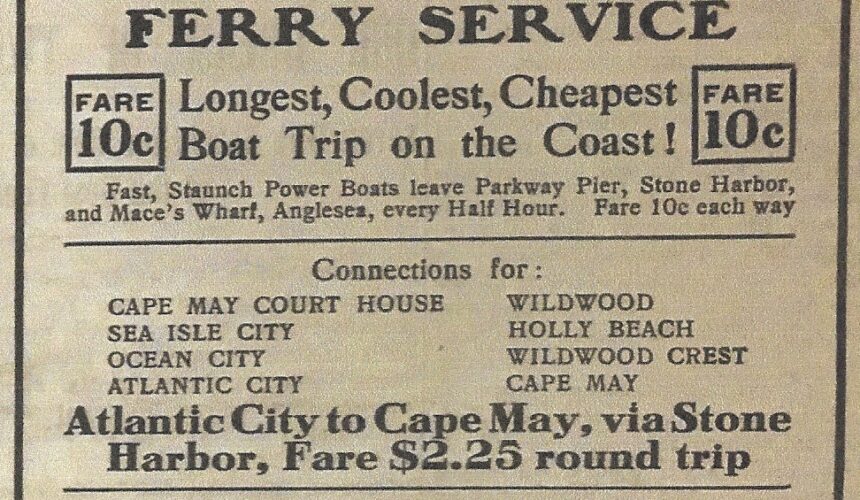 FERRY SERVICE
FARE 10c
Longest, Coolest, Cheapest
Boat Trip on the Coast!
FARE 10c
Fast, Staunch Power Boats leave Parkway Pier, Stone Harbor,
and Mace's Wharf, Anglesea, every Half Hour. Fare 10c each way
Connections for:
CAPE MAY COURT HOUSE
SEA ISLE CITY
OCEAN CITY
ATLANTIC CITY
WILDWOOD
HOLLY BEACH
WILDWOOD CREST
CAPE MAY
Atlantic City to Cape May, via Stone
Harbor, Fare $2.25 round trip